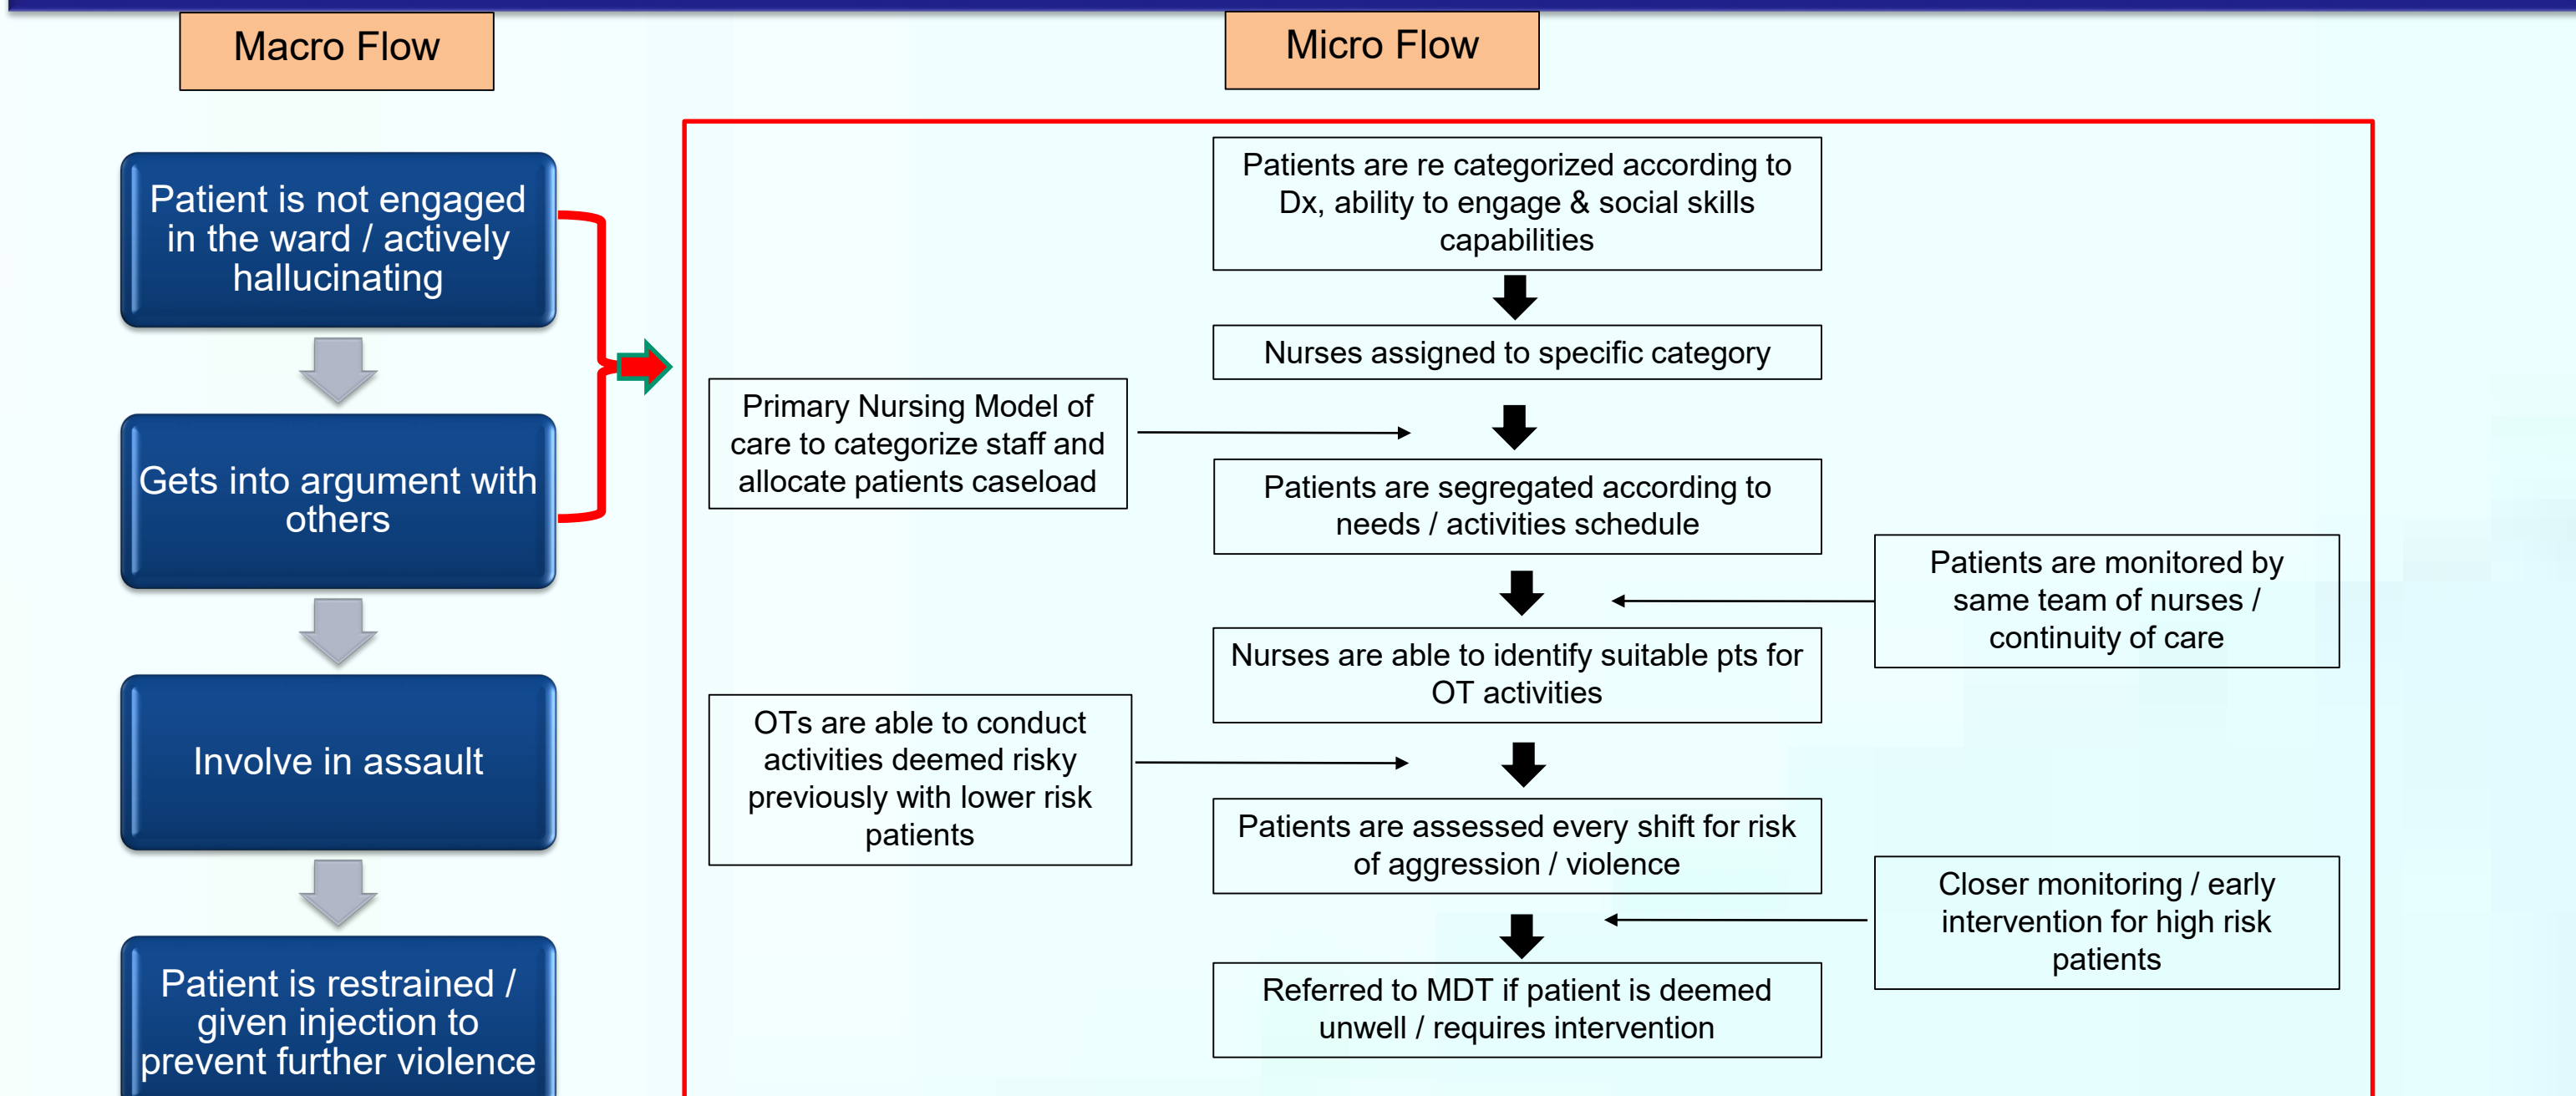 Macro Flow
Micro Flow
Patient is not engaged
in the ward / actively
hallucinating
Gets into argument with
others
Involve in assault
Patient is restrained /
given injection to
prevent further violence
Patients are re categorized according to
Dx, ability to engage & social skills
capabilities
Nurses assigned to specific category
Primary Nursing Model of
care to categorize staff and
allocate patients caseload
Patients are segregated according to
needs / activities schedule
Patients are monitored by
same team of nurses /
continuity of care
Nurses are able to identify suitable pts for
OT activities
OTs are able to conduct
activities deemed risky
previously with lower risk
patients
Patients are assessed every shift for risk
of aggression / violence
Closer monitoring / early
intervention for high risk
patients
Referred to MDT if patient is deemed
unwell / requires intervention